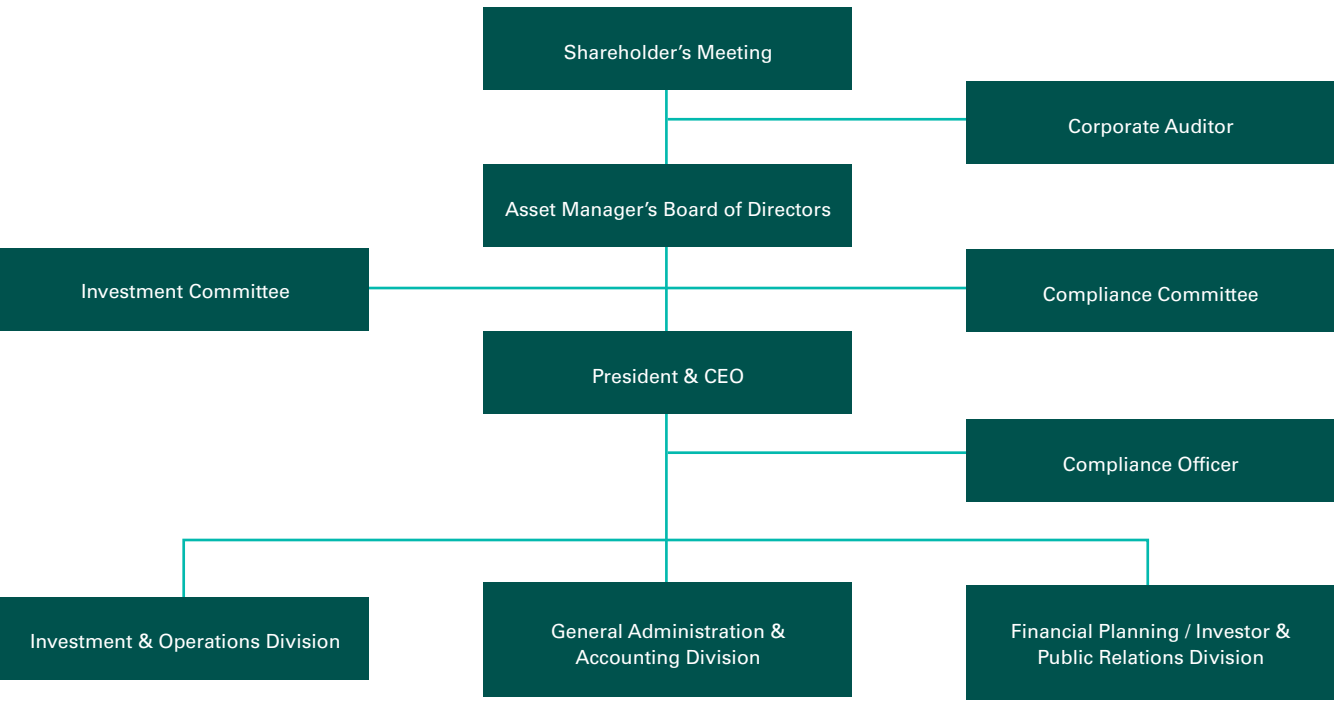 Shareholder’s Meeting
Corporate Auditor
Asset Manager’s Board of Directors
Investment Committee
Compliance Committee
President & CEO
Compliance Officer
Investment & Operations Division
General Administration &
Accounting Division
Financial Planning / Investor &
Public Relations Division